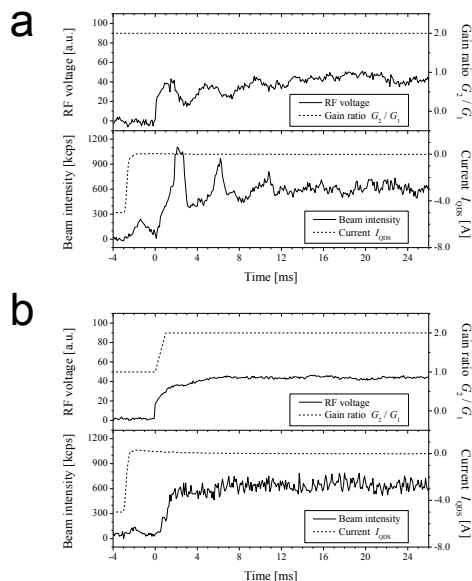 a
100
80
60
40
20
0
RF voltage [a.u.]
2.0
1.0
0.0
Gain ratio G2 / G1
RF voltage
Gain ratio G2 / G1
1200
900
600
300
0
Beam intensity [kcps]
0.0
-4.0
-8.0
Current IQDS [A]
Beam intensity
Current IQDS
-4 0 4 8 12 16 20 24
Time [ms]
b
100
80
60
40
20
0
RF voltage [a.u.]
2.0
1.0
0.0
Gain ratio G2 / G1
RF voltage
Gain ratio G2 / G1
1200
900
600
300
0
Beam intensity [kcps]
0.0
-4.0
-8.0
Current IQDS [A]
Beam intensity
Current IQDS
-4 0 4 8 12 16 20 24
Time [ms]